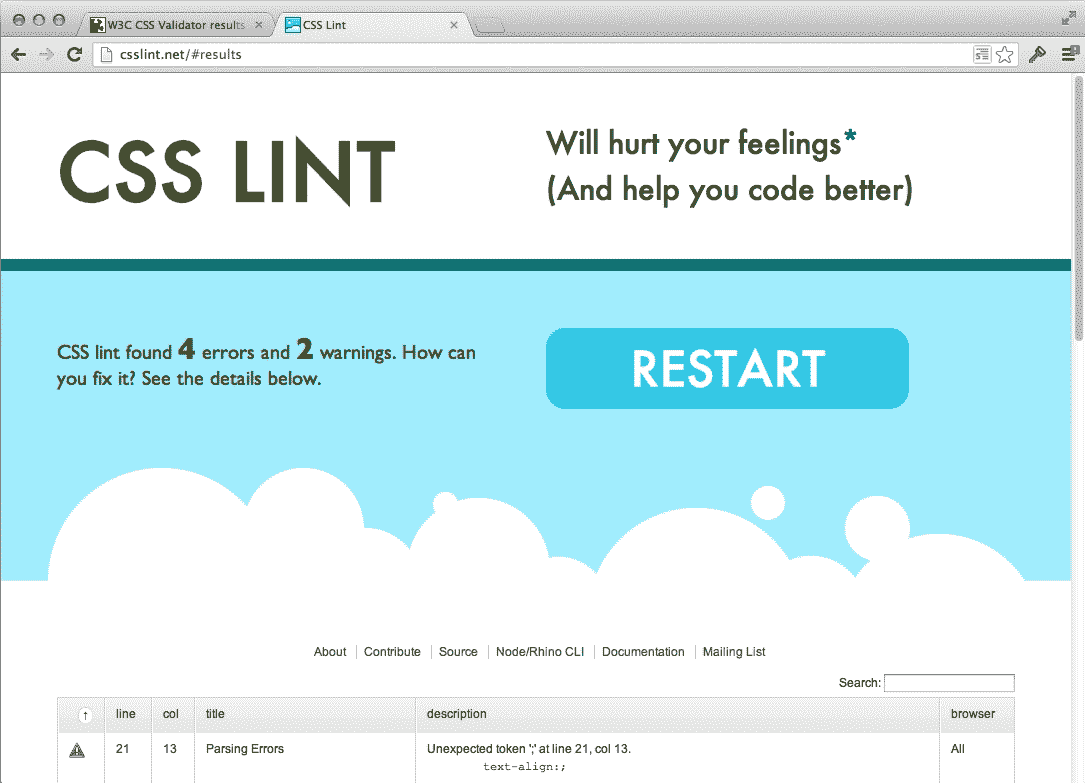 W3C CSS Validator results
CSS Lint
csslint.net/#results
CSS LINT
Will hurt your feelings*
(And help you code better)
CSS lint found 4 errors and 2 warnings. How can
you fix it? See the details below.
RESTART
About Contribute Source Node/Rhino CLI Documentation Mailing List
Search:
↑ line col title description browser
21 13 Parsing Errors Unexpected token ';' at line 21, col 13. All
text-align:;